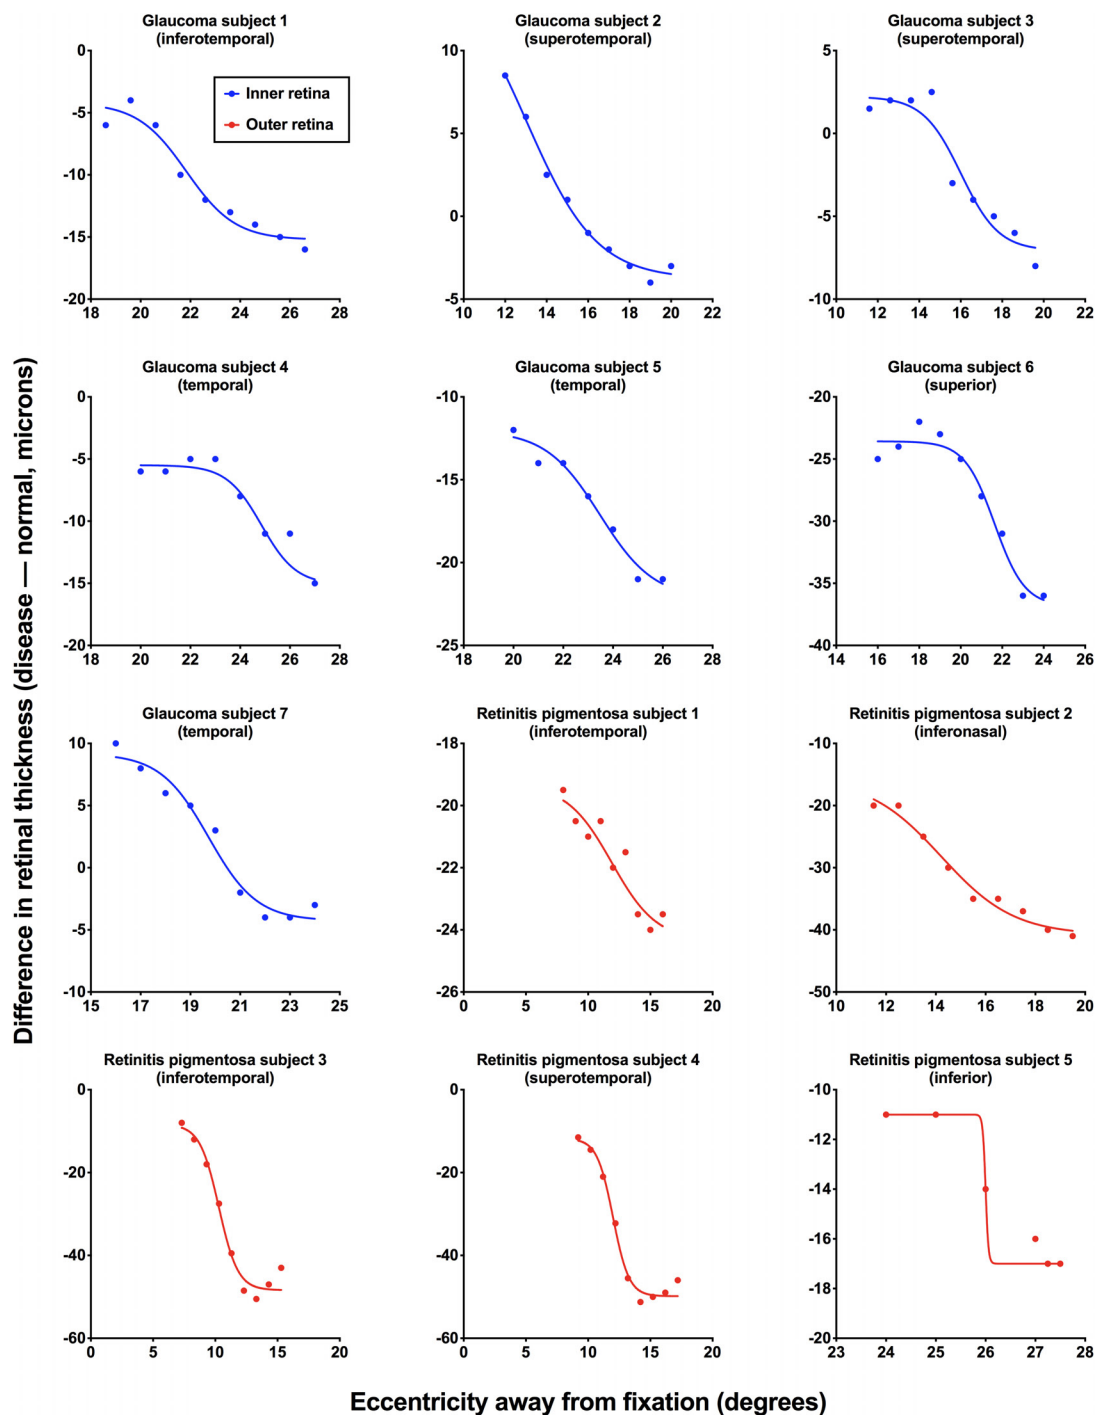 Glaucoma subject 1
(inferotemporal)
0
-5
-10
-15
-20
18 20 22 24 26 28
Inner retina
Outer retina
Glaucoma subject 2
(superotemporal)
10
5
0
-5
10 12 14 16 18 20 22
Glaucoma subject 3
(superotemporal)
5
0
-5
-10
10 12 14 16 18 20 22
Difference in retinal thickness (disease — normal, microns)
Glaucoma subject 4
(temporal)
0
-5
-10
-15
-20
18 20 22 24 26 28
Glaucoma subject 5
(temporal)
-10
-15
-20
-25
18 20 22 24 26 28
Glaucoma subject 6
(superior)
-20
-25
-30
-35
-40
14 16 18 20 22 24 26
Glaucoma subject 7
(temporal)
10
5
0
-5
-10
15 17 19 21 23 25
Retinitis pigmentosa subject 1
(inferotemporal)
-18
-20
-22
-24
-26
0 5 10 15 20
Retinitis pigmentosa subject 2
(inferonasal)
-10
-20
-30
-40
-50
10 12 14 16 18 20
Retinitis pigmentosa subject 3
(inferotemporal)
0
-20
-40
-60
0 5 10 15 20
Retinitis pigmentosa subject 4
(superotemporal)
0
-20
-40
-60
0 5 10 15 20
Retinitis pigmentosa subject 5
(inferior)
-10
-12
-14
-16
-18
-20
23 24 25 26 27 28
Eccentricity away from fixation (degrees)